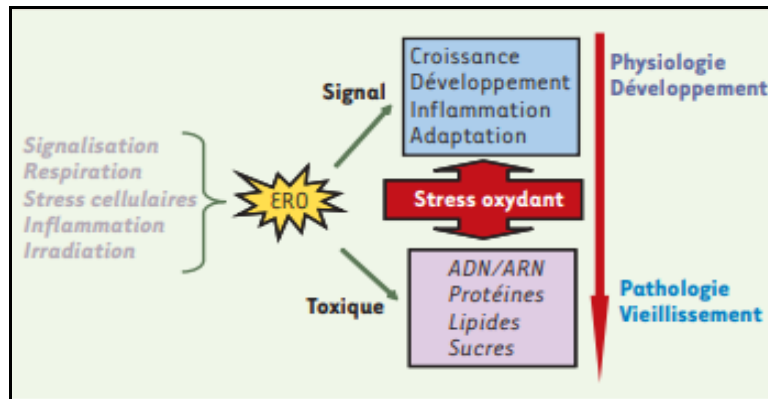 Signalisation
Respiration
Stress cellulaires
Inflammation
Irradiation
ERO
Signal
Toxique
Croissance
Développement
Inflammation
Adaptation
Stress oxydant
ADN/ARN
Protéines
Lipides
Sucres
Physiologie
Développement
Pathologie
Vieillissement